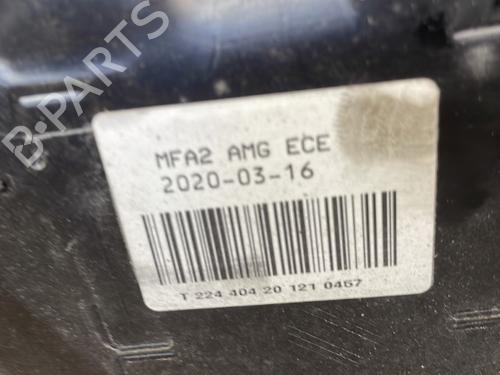 MFA2 AMG ECE
2020-03-16
T 224 404 20 121 0457
B-PARTS